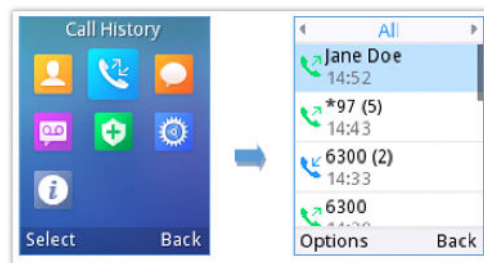 Call History
Select Back
All
Jane Doe
14:52
*97 (5)
14:43
6300 (2)
14:33
6300
Options Back